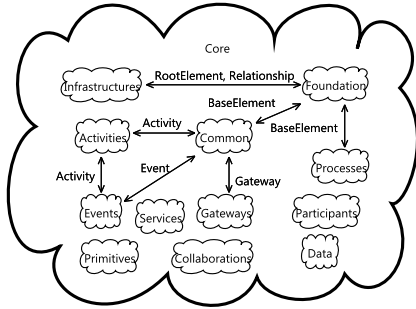 Core
RootElement, Relationship
Infrastructures
Foundation
BaseElement
Activity
BaseElement
Activities
Common
Processes
Activity
Event
Gateway
Events
Services
Gateways
Participants
Primitives
Collaborations
Data